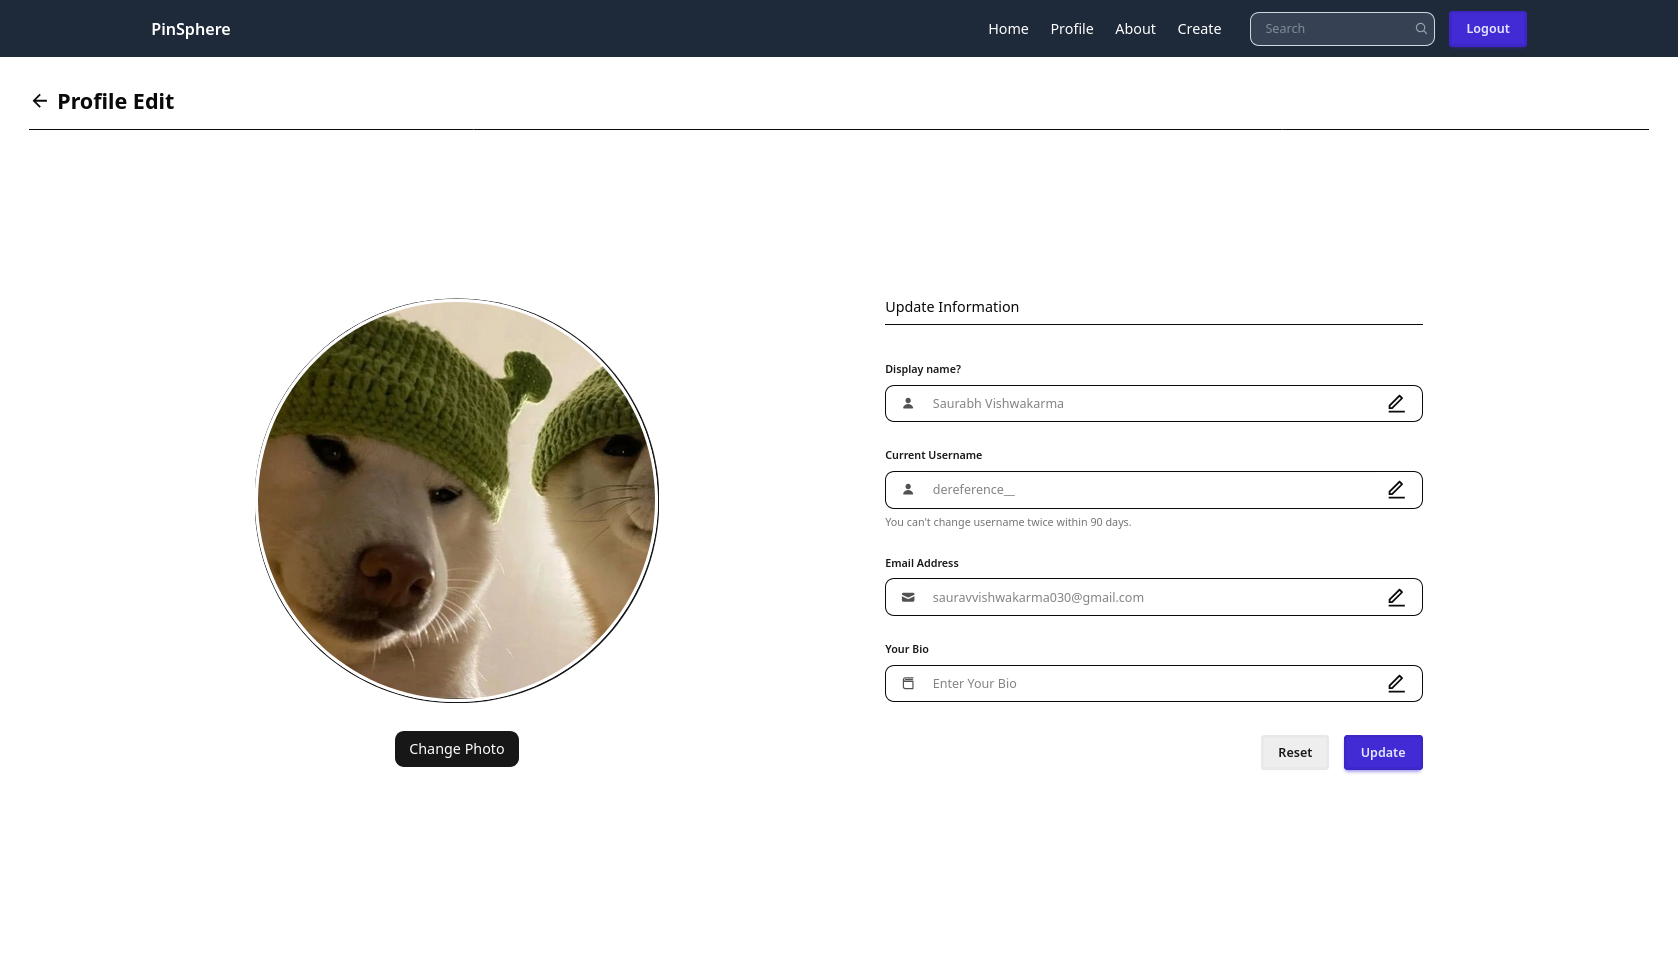 PinSphere
Home Profile About Create Search Logout
Profile Edit
Update Information
Display name?
Saurabh Vishwakarma
Current Username
dereference__
You can't change username twice within 90 days.
Email Address
sauravvishwakarma030@gmail.com
Your Bio
Enter Your Bio
Change Photo
Reset Update